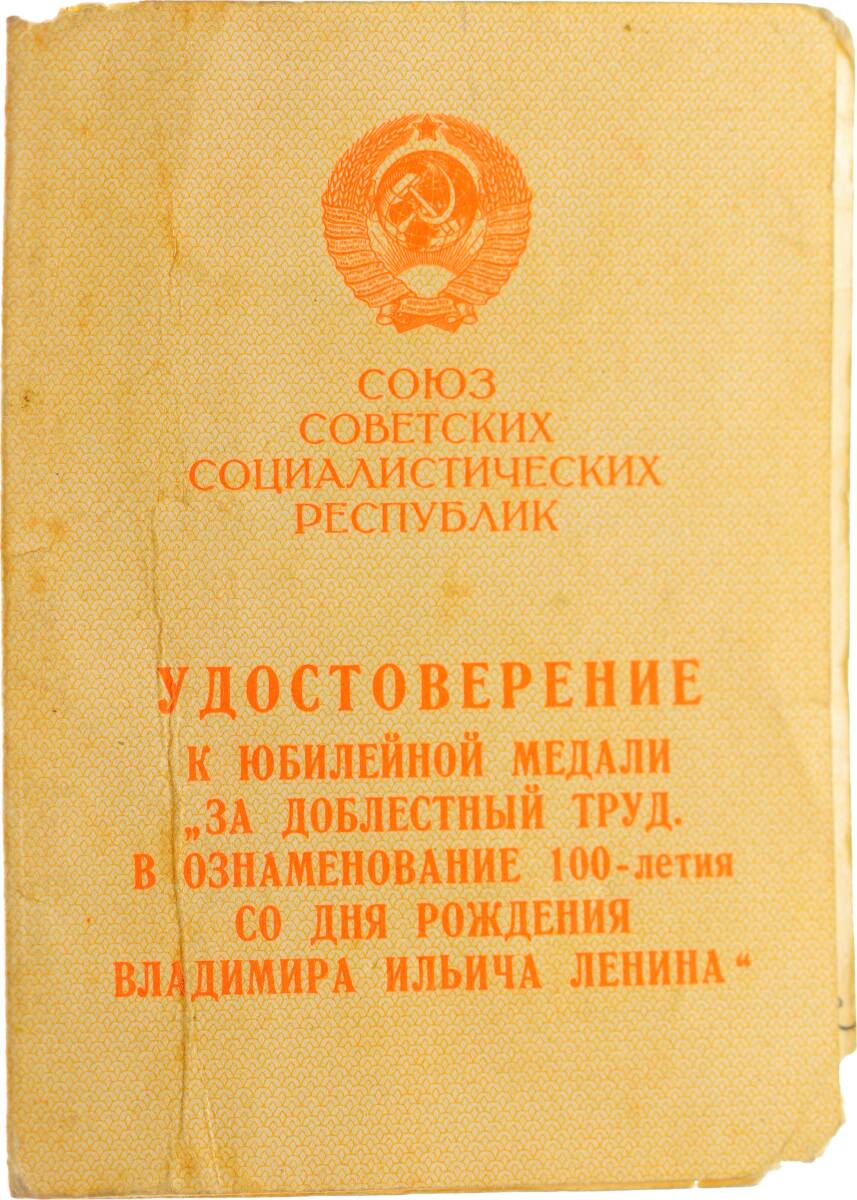 СОЮЗ
СОВЕТСКИХ
СОЦИАЛИСТИЧЕСКИХ
РЕСПУБЛИК
УДОСТОВЕРЕНИЕ
К ЮБИЛЕЙНОЙ МЕДАЛИ
„ЗА ДОБЛЕСТНЫЙ ТРУД.
В ОЗНАМЕНОВАНИЕ 100-летия
СО ДНЯ РОЖДЕНИЯ
ВЛАДИМИРА ИЛЬИЧА ЛЕНИНА“